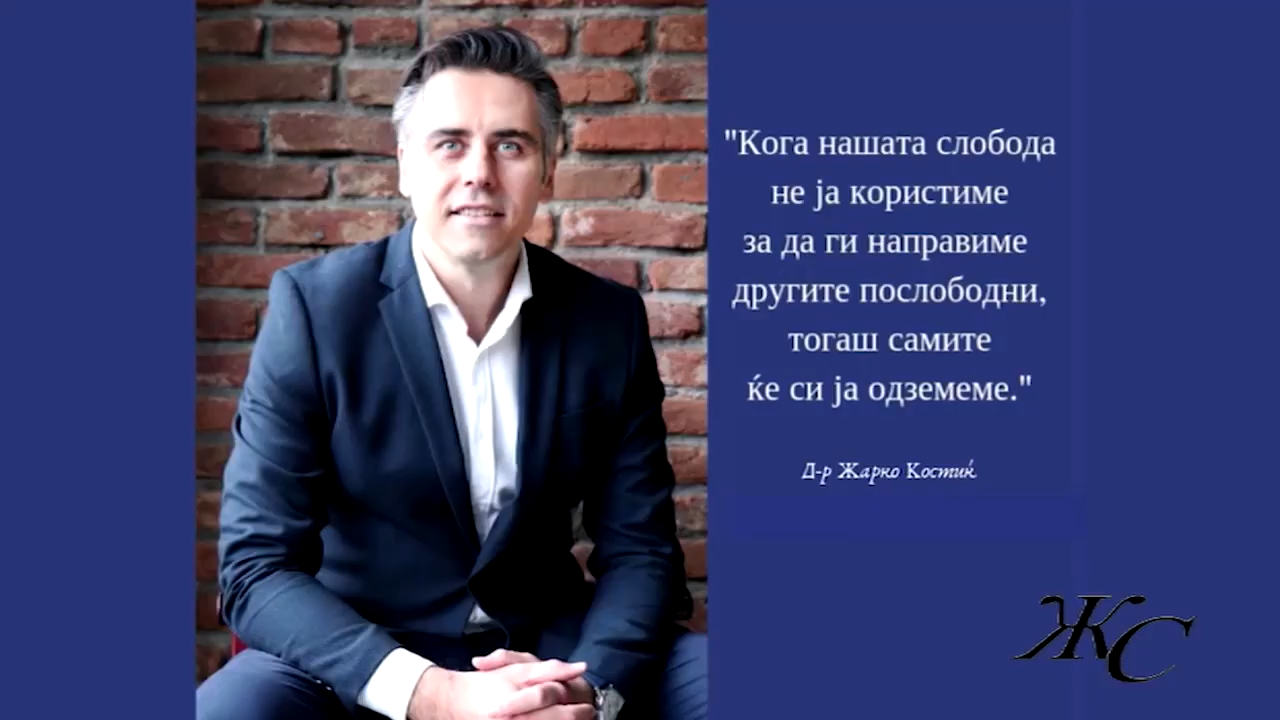 "Кога нашата слобода
не ја користиме
за да ги направиме
другите послободни,
тогаш самите
ќе си ја одземеме."
Д-р Жарко Костиќ
ЖС